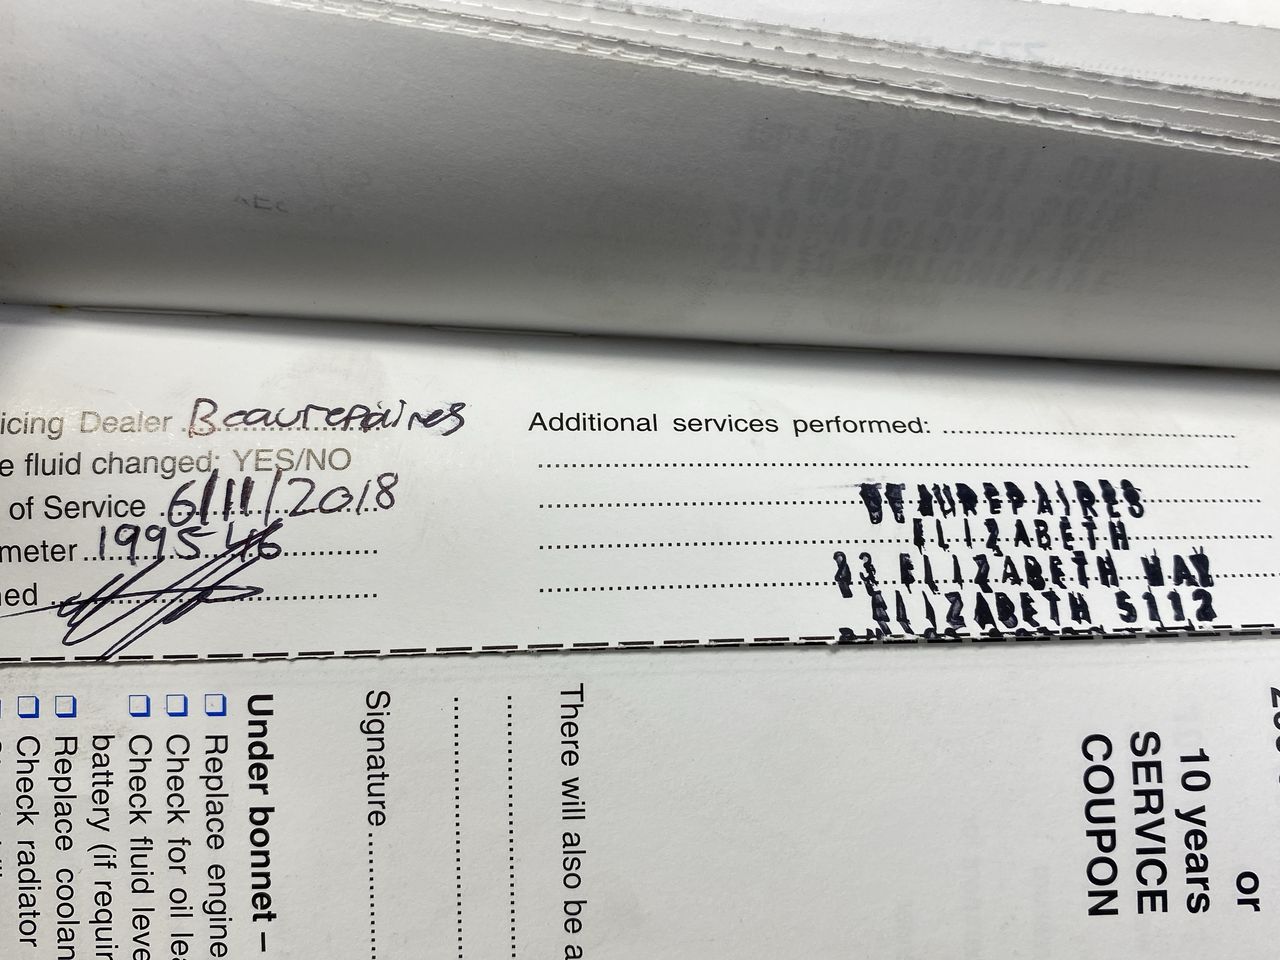 icing Dealer Beaurepaires
e fluid changed: YES/NO
of Service 6/11/2018
meter 199546
ned
Additional services performed:
BEAUREPAIRES
ELIZABETH
23 ELIZABETH WAY
ELIZABETH 5112
or
10 years
SERVICE
COUPON
There will also be a
Signature
Under bonnet –
Replace engine
Check for oil lea
Check fluid leve
battery (if requir
Replace coolan
Check radiator